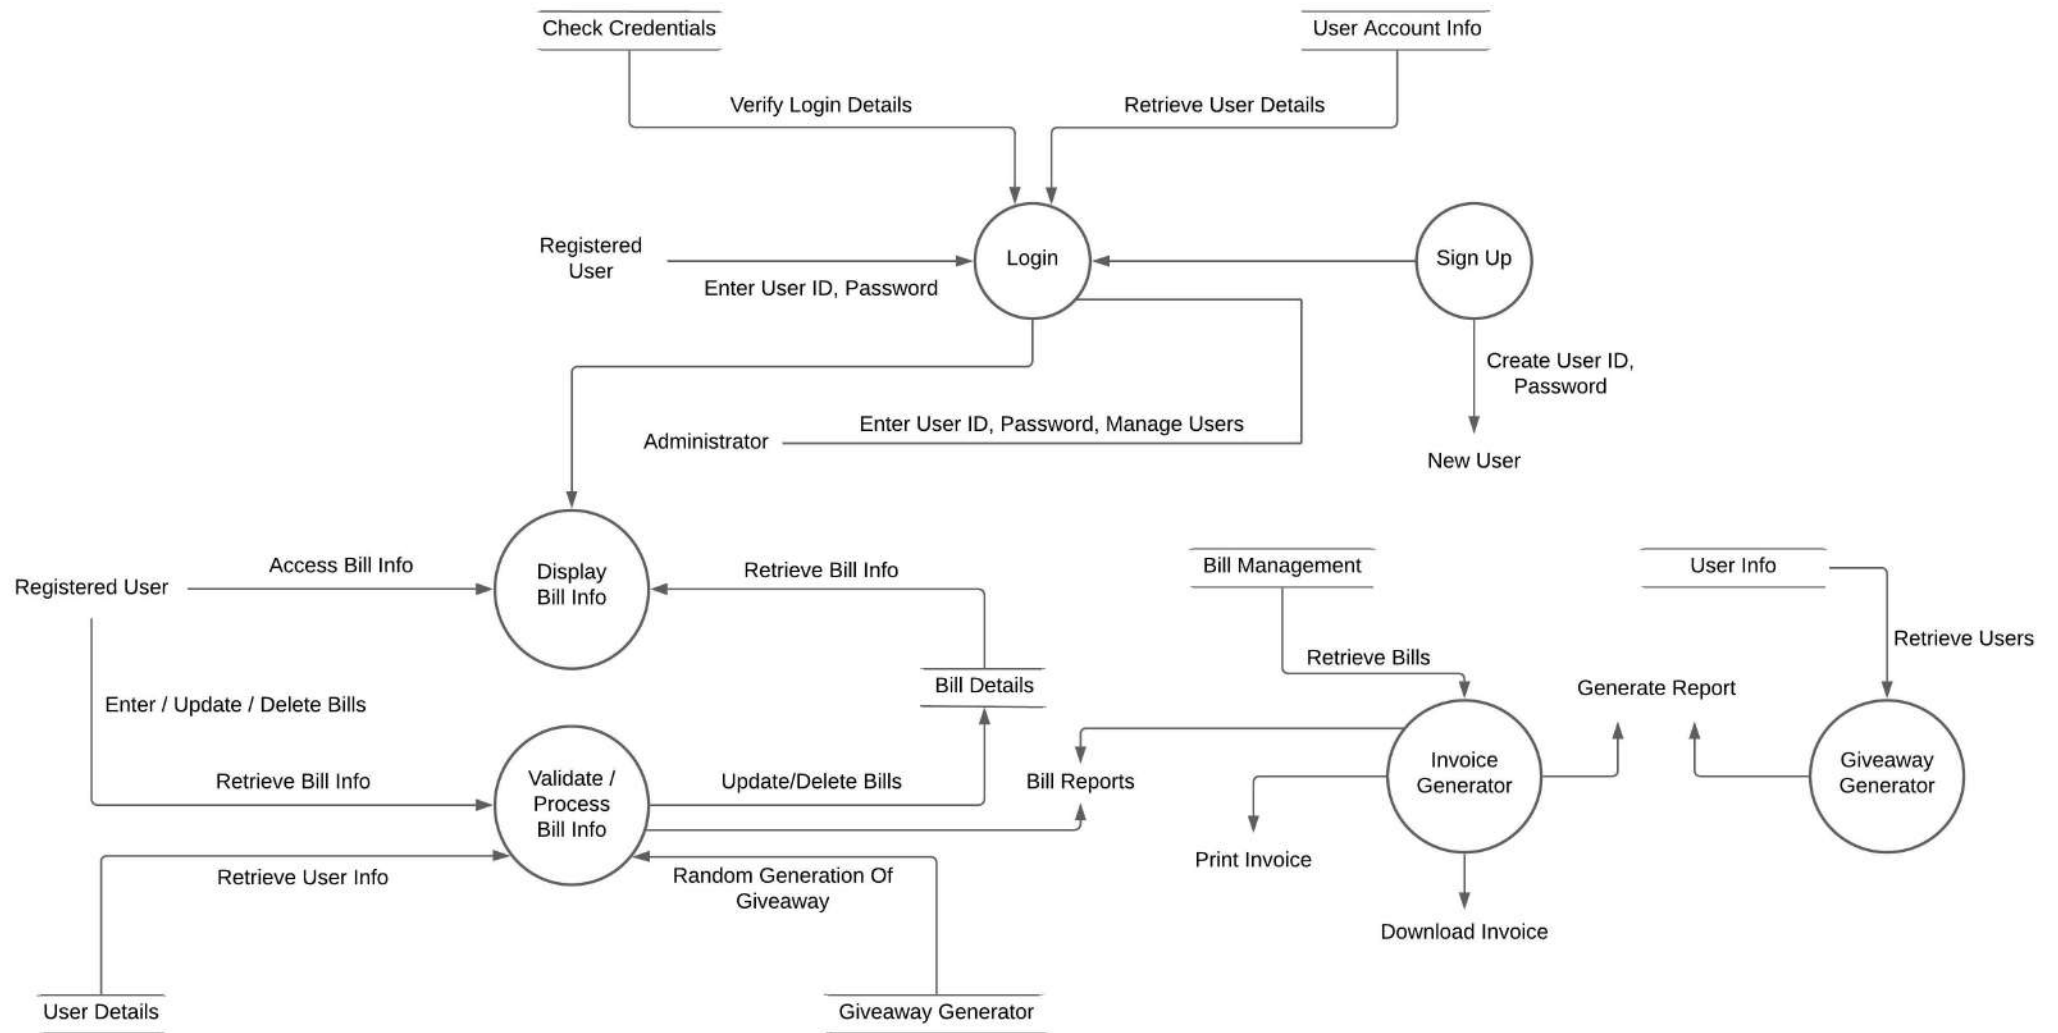 Check Credentials
User Account Info
Verify Login Details
Retrieve User Details
Registered
User
Login
Sign Up
Enter User ID, Password
Create User ID,
Password
Enter User ID, Password, Manage Users
Administrator
New User
Access Bill Info
Registered User
Display
Bill Info
Retrieve Bill Info
Bill Management
User Info
Retrieve Users
Retrieve Bills
Bill Details
Generate Report
Enter / Update / Delete Bills
Retrieve Bill Info
Validate /
Process
Bill Info
Update/Delete Bills
Bill Reports
Invoice
Generator
Giveaway
Generator
Print Invoice
Retrieve User Info
Random Generation Of
Giveaway
Download Invoice
User Details
Giveaway Generator